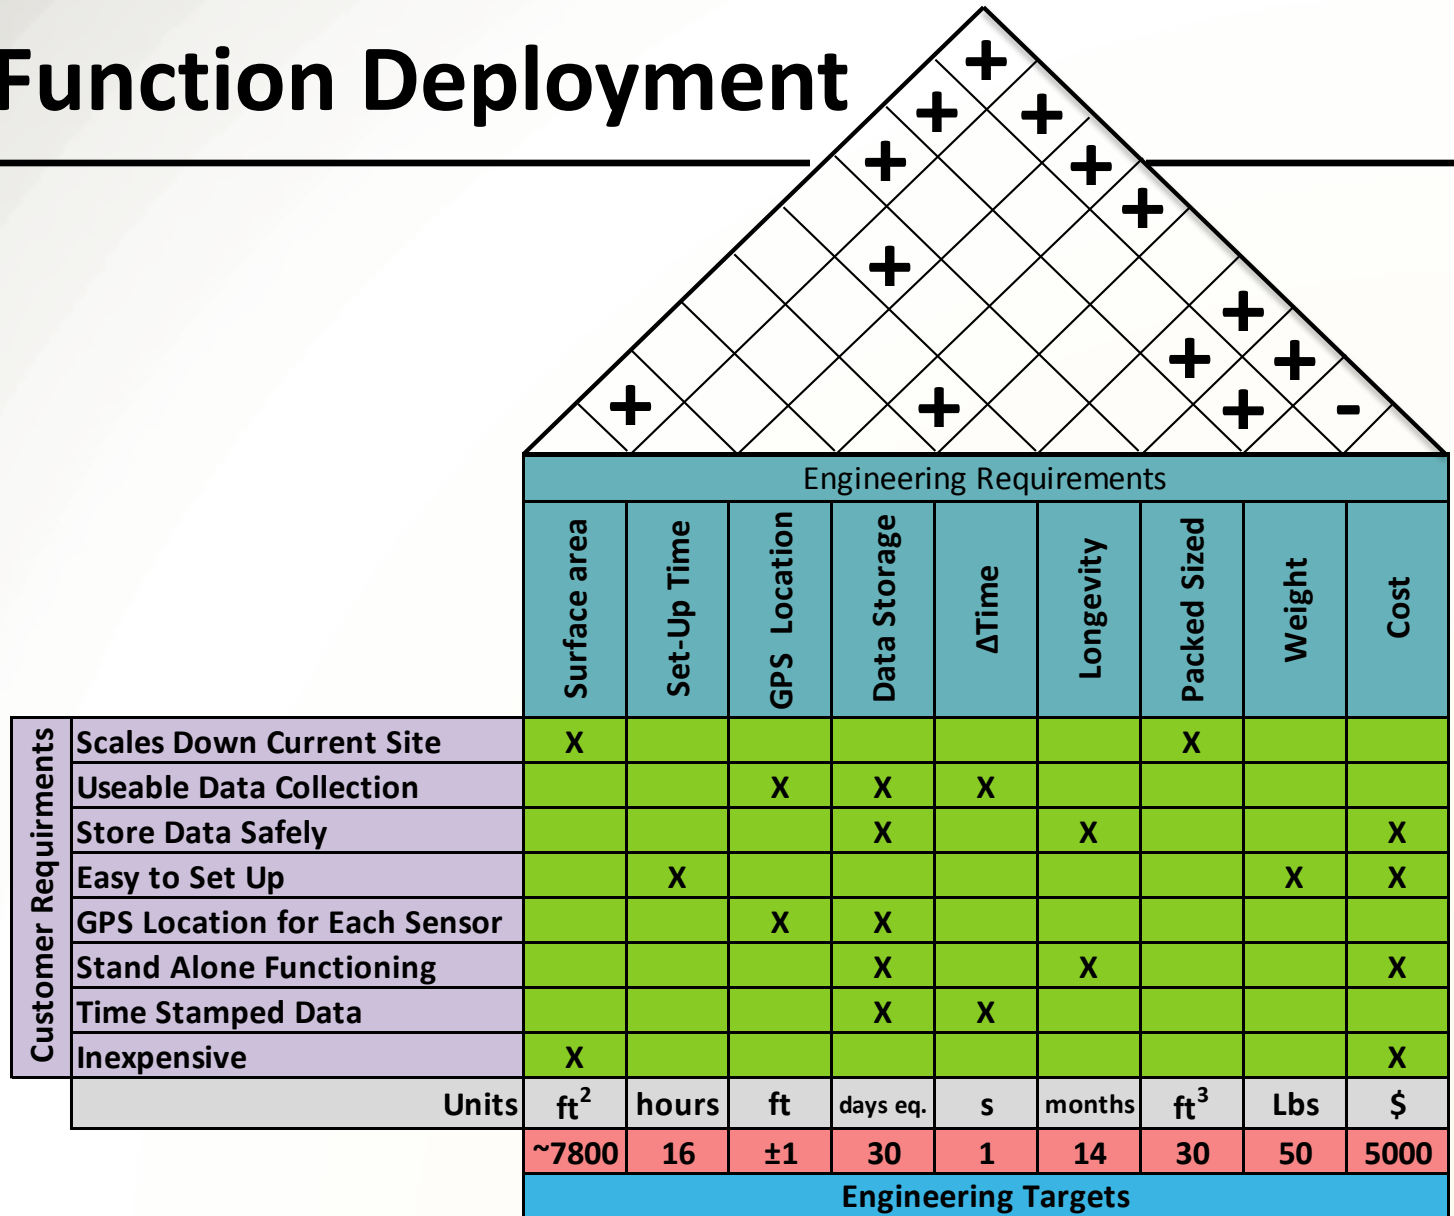 Function Deployment
+
+ +
+ +
+
+
+
+ +
+ + + -
Engineering Requirements
Surface area
Set-Up Time
GPS Location
Data Storage
ΔTime
Longevity
Packed Sized
Weight
Cost
Customer Requirments
Scales Down Current Site X X
Useable Data Collection X X X
Store Data Safely X X X
Easy to Set Up X X X
GPS Location for Each Sensor X X
Stand Alone Functioning X X X
Time Stamped Data X X
Inexpensive X X
Units ft² hours ft days eq. s months ft³ Lbs $
~7800 16 ±1 30 1 14 30 50 5000
Engineering Targets